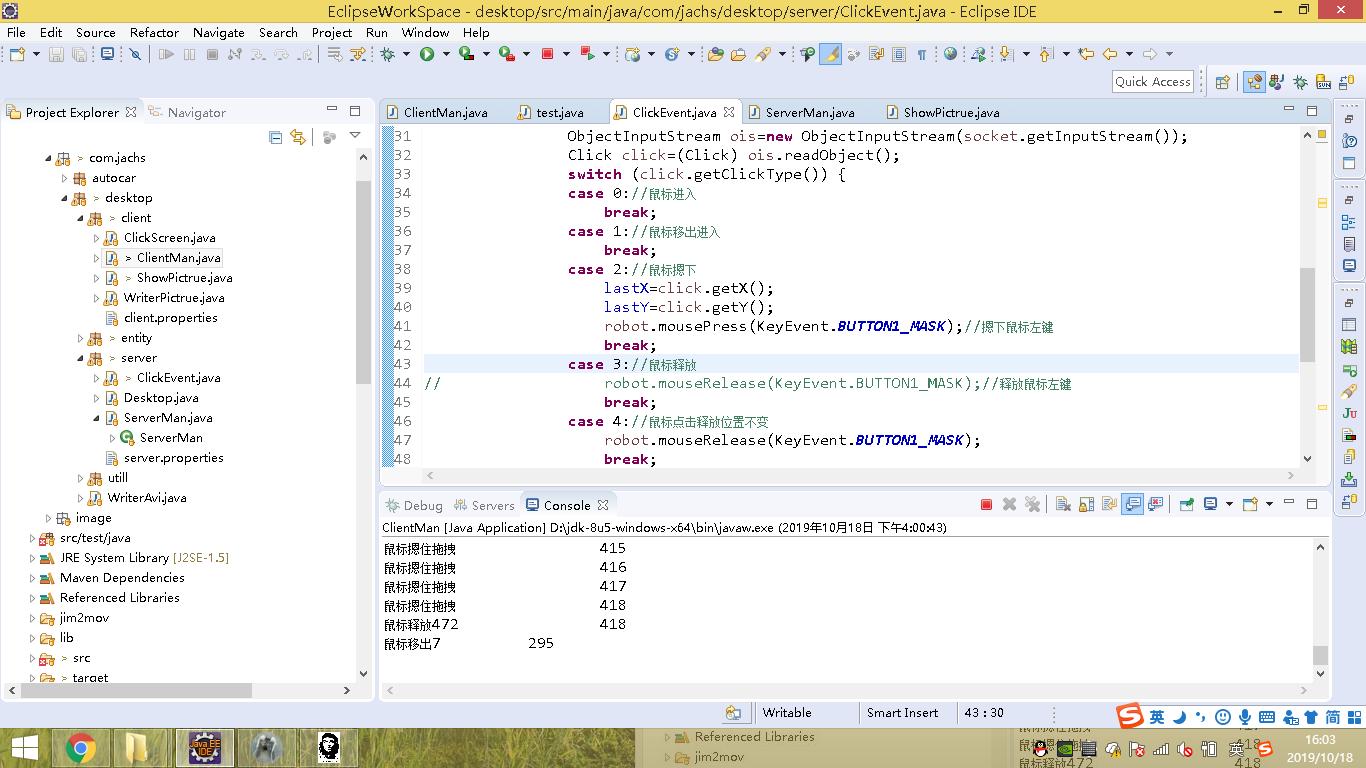 EclipseWorkSpace - desktop/src/main/java/com/jachs/desktop/server/ClickEvent.java - Eclipse IDE
File Edit Source Refactor Navigate Search Project Run Window Help
Quick Access
Project Explorer Navigator
com.jachs
autocar
> desktop
> client
ClickScreen.java
> ClientMan.java
> ShowPictrue.java
WriterPictrue.java
client.properties
> entity
> server
> ClickEvent.java
Desktop.java
ServerMan.java
ServerMan
server.properties
utill
WriterAvi.java
image
src/test/java
JRE System Library [J2SE-1.5]
Maven Dependencies
Referenced Libraries
jim2mov
lib
> src
> target
ClientMan.java test.java ClickEvent.java ServerMan.java ShowPictrue.java
31 ObjectInputStream ois=new ObjectInputStream(socket.getInputStream());
32 Click click=(Click) ois.readObject();
33 switch (click.getClickType()) {
34 case 0://鼠标进入
35 break;
36 case 1://鼠标移出进入
37 break;
38 case 2://鼠标摁下
39 lastX=click.getX();
40 lastY=click.getY();
41 robot.mousePress(KeyEvent.BUTTON1_MASK);//摁下鼠标左键
42 break;
43 case 3://鼠标释放
44 // robot.mouseRelease(KeyEvent.BUTTON1_MASK);//释放鼠标左键
45 break;
46 case 4://鼠标点击释放位置不变
47 robot.mouseRelease(KeyEvent.BUTTON1_MASK);
48 break;
Debug Servers Console
ClientMan [Java Application] D:\jdk-8u5-windows-x64\bin\javaw.exe (2019年10月18日 下午4:00:43)
鼠标摁住拖拽 415
鼠标摁住拖拽 416
鼠标摁住拖拽 417
鼠标摁住拖拽 418
鼠标释放472 418
鼠标移出7 295
Writable Smart Insert 43 : 30
英 简
Java EE
IDE
Referenced Libraries
jim2mov
鼠标释放472 418
英
16:03
2019/10/18